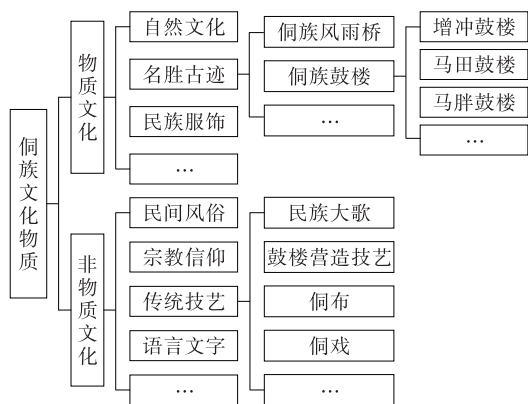 侗族文化物质
物质文化
自然文化
名胜古迹
民族服饰
…
侗族风雨桥
侗族鼓楼
…
增冲鼓楼
马田鼓楼
马胖鼓楼
…
非物质文化
民间风俗
宗教信仰
传统技艺
语言文字
…
民族大歌
鼓楼营造技艺
侗布
侗戏
…